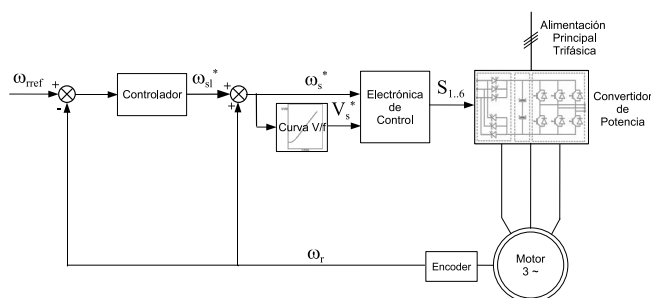 Alimentación
Principal
Trifásica
ω_rref
+
-
Controlador
ω_sl*
+
+
ω_s*
V_s*
Curva V/f
Electrónica
de
Control
S_1..6
Convertidor
de
Potencia
ω_r
Encoder
Motor
3 ~